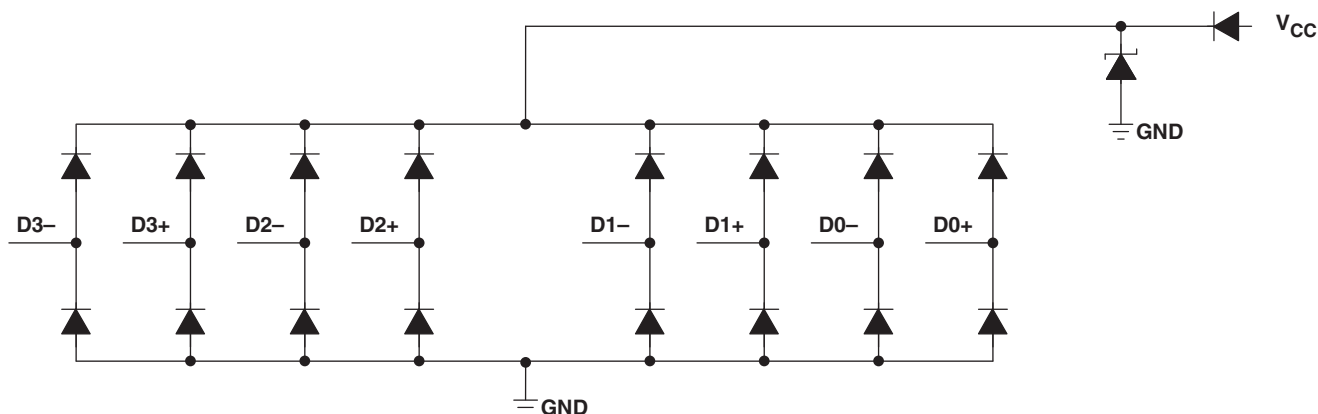 VCC
GND
D3–
D3+
D2–
D2+
D1–
D1+
D0–
D0+
GND